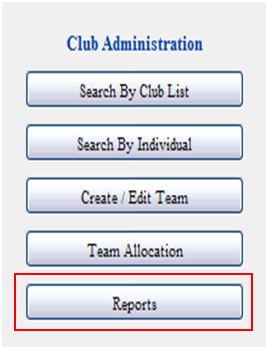 Club Administration
Search By Club List
Search By Individual
Create / Edit Team
Team Allocation
Reports